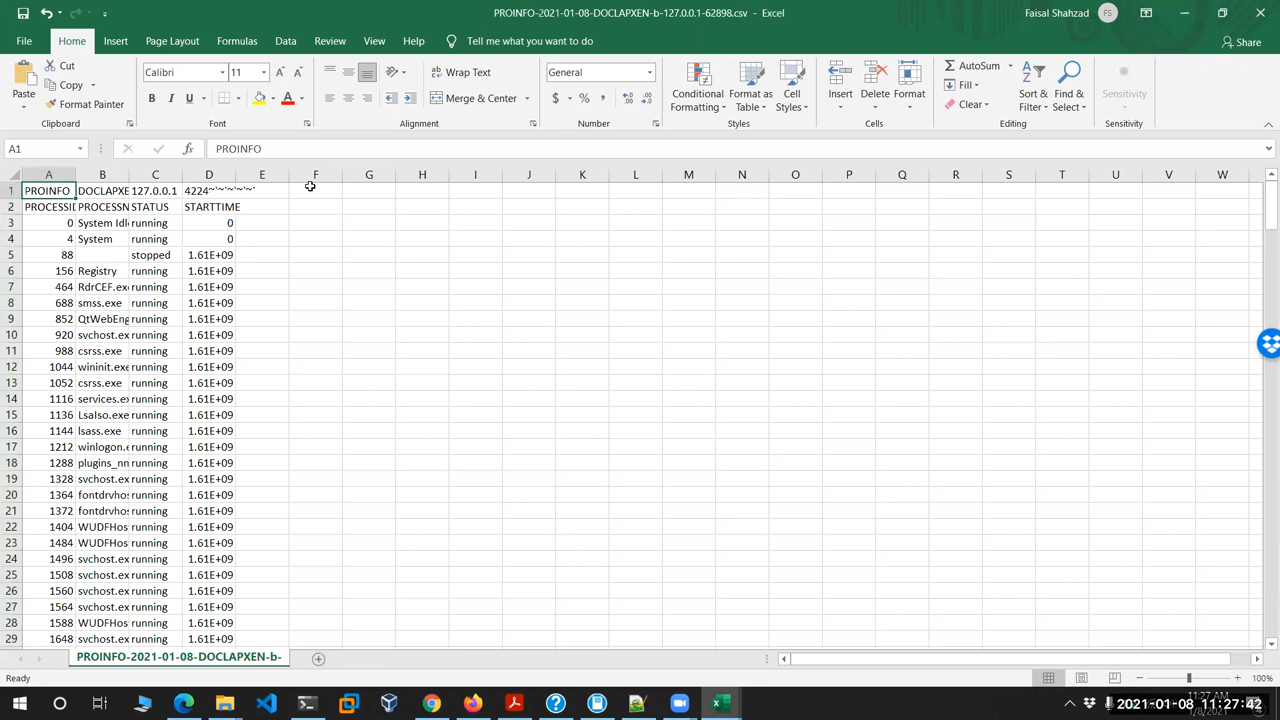 PROINFO-2021-01-08-DOCLAPXEN-b-127.0.0.1-62898.csv - Excel
Faisal Shahzad FS
File Home Insert Page Layout Formulas Data Review View Help Tell me what you want to do Share
Cut Calibri 11 Wrap Text General AutoSum
Copy Fill
Paste Format Painter Merge & Center Conditional Formatting Format as Table Cell Styles Insert Delete Format Clear Sort & Filter Find & Select Sensitivity
Clipboard Font Alignment Number Styles Cells Editing Sensitivity
A1 PROINFO
A B C D E F G H I J K L M N O P Q R S T U V W
1 PROINFO DOCLAPXE 127.0.0.1 4224~`~`~`~`~`
2 PROCESSID PROCESSN STATUS STARTTIME
3 0 System Idl running 0
4 4 System running 0
5 88 stopped 1.61E+09
6 156 Registry running 1.61E+09
7 464 RdrCEF.ex running 1.61E+09
8 688 smss.exe running 1.61E+09
9 852 QtWebEng running 1.61E+09
10 920 svchost.ex running 1.61E+09
11 988 csrss.exe running 1.61E+09
12 1044 wininit.exe running 1.61E+09
13 1052 csrss.exe running 1.61E+09
14 1116 services.e running 1.61E+09
15 1136 LsaIso.exe running 1.61E+09
16 1144 lsass.exe running 1.61E+09
17 1212 winlogon.e running 1.61E+09
18 1288 plugins_nm running 1.61E+09
19 1328 svchost.ex running 1.61E+09
20 1364 fontdrvhos running 1.61E+09
21 1372 fontdrvhos running 1.61E+09
22 1404 WUDFHos running 1.61E+09
23 1484 WUDFHos running 1.61E+09
24 1496 svchost.ex running 1.61E+09
25 1508 svchost.ex running 1.61E+09
26 1560 svchost.ex running 1.61E+09
27 1564 svchost.ex running 1.61E+09
28 1588 WUDFHos running 1.61E+09
29 1648 svchost.ex running 1.61E+09
PROINFO-2021-01-08-DOCLAPXEN-b-
Ready 100%
11:27 AM
2021-01-08 11:27:42
1/8/2021